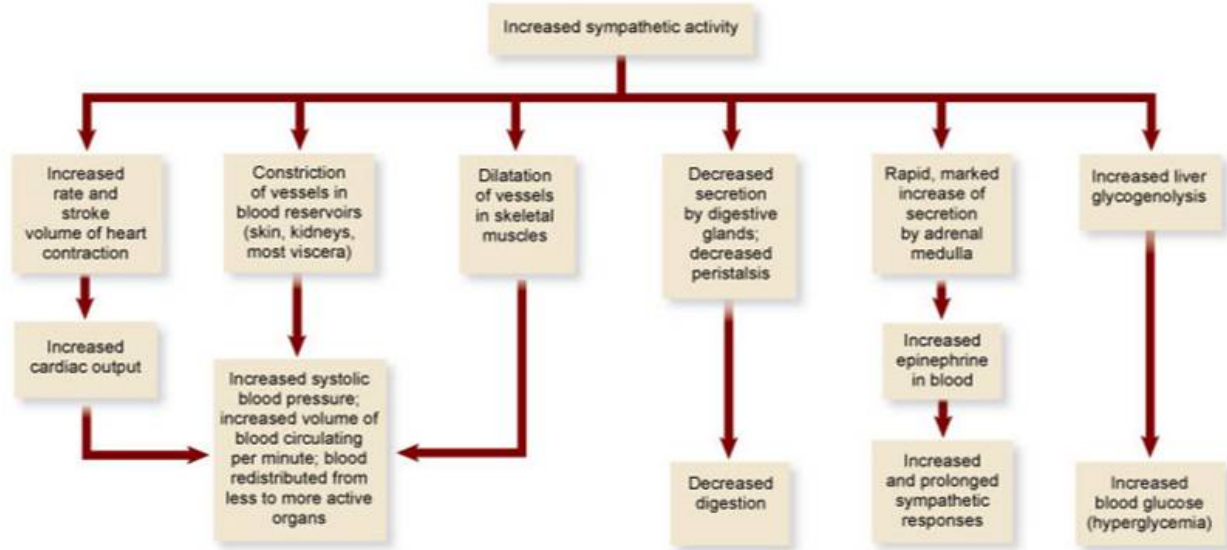 Increased sympathetic activity
Increased
rate and
stroke
volume of heart
contraction
Constriction
of vessels in
blood reservoirs
(skin, kidneys,
most viscera)
Dilatation
of vessels
in skeletal
muscles
Decreased
secretion
by digestive
glands;
decreased
peristalsis
Rapid, marked
increase of
secretion
by adrenal
medulla
Increased liver
glycogenolysis
Increased
cardiac output
Increased systolic
blood pressure;
increased volume of
blood circulating
per minute; blood
redistributed from
less to more active
organs
Decreased
digestion
Increased
epinephrine
in blood
Increased
and prolonged
sympathetic
responses
Increased
blood glucose
(hyperglycemia)